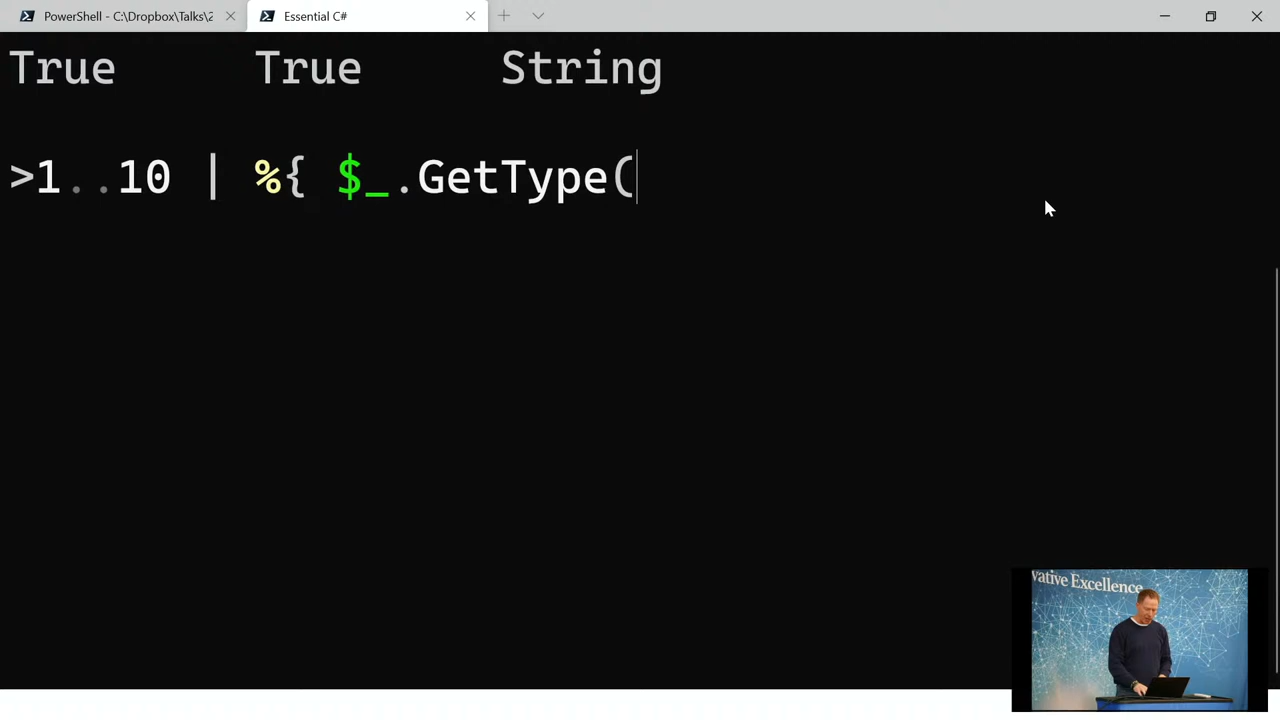 PowerShell - C:\Dropbox\Talks\2
Essential C#
True True String
>1..10 | %{ $_.GetType(
vative Excellence